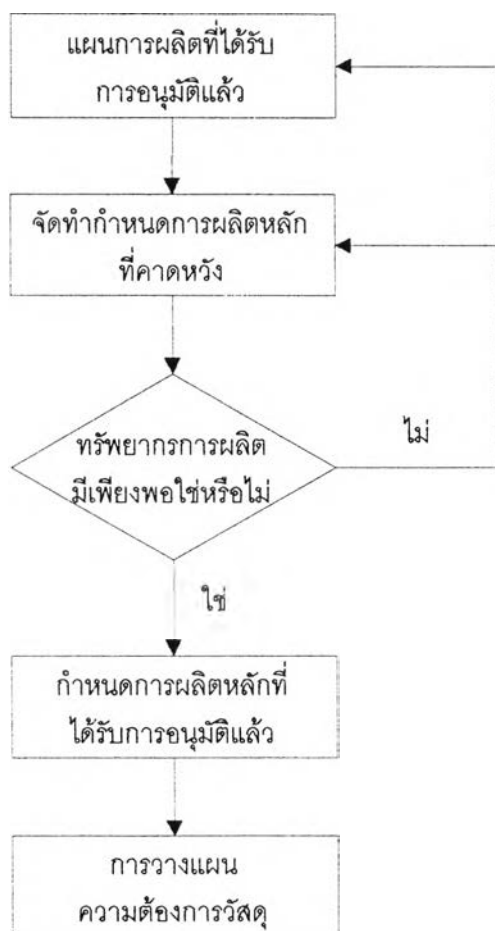 แผนการผลิตที่ได้รับ
การอนุมัติแล้ว
จัดทำกำหนดการผลิตหลัก
ที่คาดหวัง
ทรัพยากรการผลิต
มีเพียงพอใช่หรือไม่
ไม่
ใช่
กำหนดการผลิตหลักที่
ได้รับการอนุมัติแล้ว
การวางแผน
ความต้องการวัสดุ